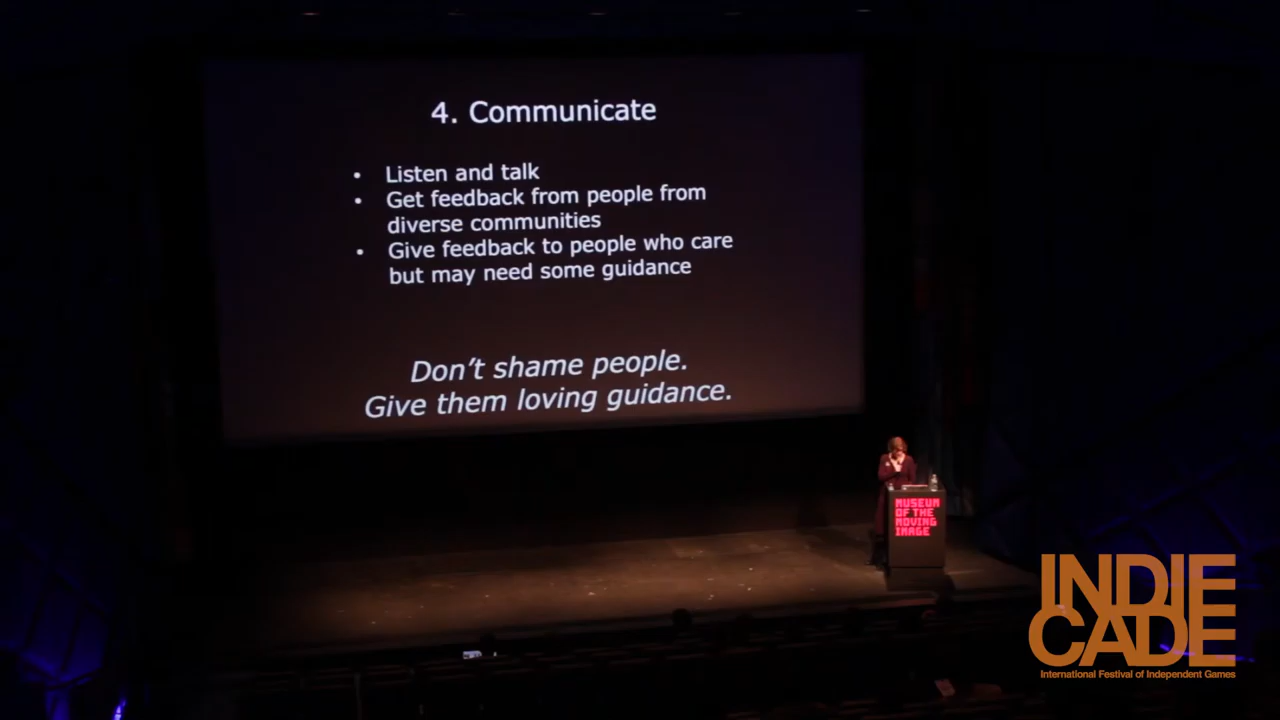 4. Communicate
• Listen and talk
• Get feedback from people from
diverse communities
• Give feedback to people who care
but may need some guidance
Don't shame people.
Give them loving guidance.
MUSEUM
OF THE
MOVING
IMAGE
INDIE
CADE
International Festival of Independent Games